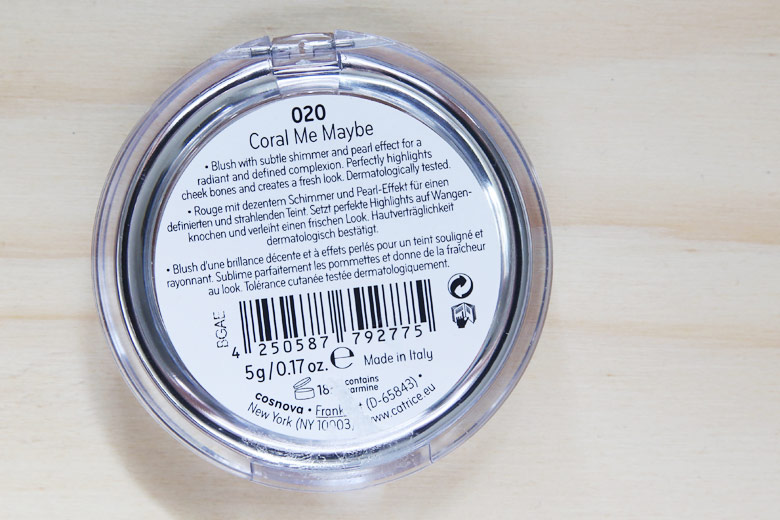 020
Coral Me Maybe
• Blush with subtle shimmer and pearl effect for a
radiant and defined complexion. Perfectly highlights
cheek bones and creates a fresh look. Dermatologically tested.
• Rouge mit dezentem Schimmer und Pearl-Effekt für einen
definierten und strahlenden Teint. Setzt perfekte Highlights auf Wangen-
knochen und verleiht einen frischen Look. Hautverträglichkeit
dermatologisch bestätigt.
• Blush d'une brillance décente et à effets perlés pour un teint souligné et
rayonnant. Sublime parfaitement les pommettes et donne de la fraîcheur
au look. Tolérance cutanée testée dermatologiquement.
BGAE
4 250587 792775
5g/0.17oz. ℮ Made in Italy
contains
cosnova • (D-65843) •
New York (NY 10003) www.catrice.eu